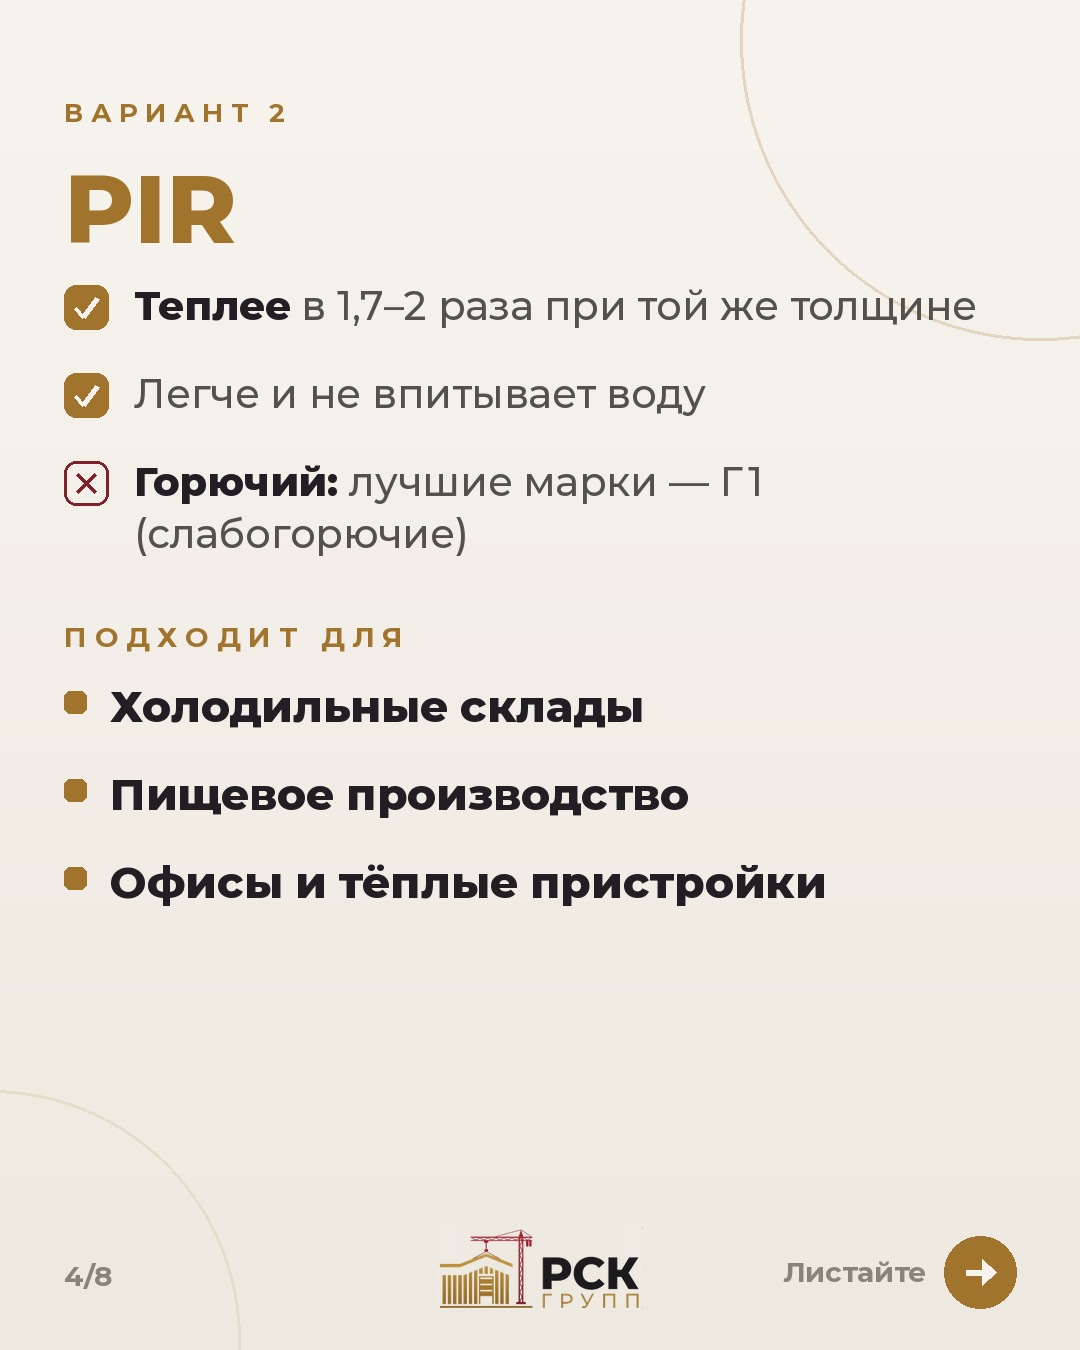 ВАРИАНТ 2
PIR
Теплее в 1,7–2 раза при той же толщине
Легче и не впитывает воду
Горючий: лучшие марки — Г1
(слабогорючие)
ПОДХОДИТ ДЛЯ
Холодильные склады
Пищевое производство
Офисы и тёплые пристройки
4/8
РСК
ГРУПП
Листайте